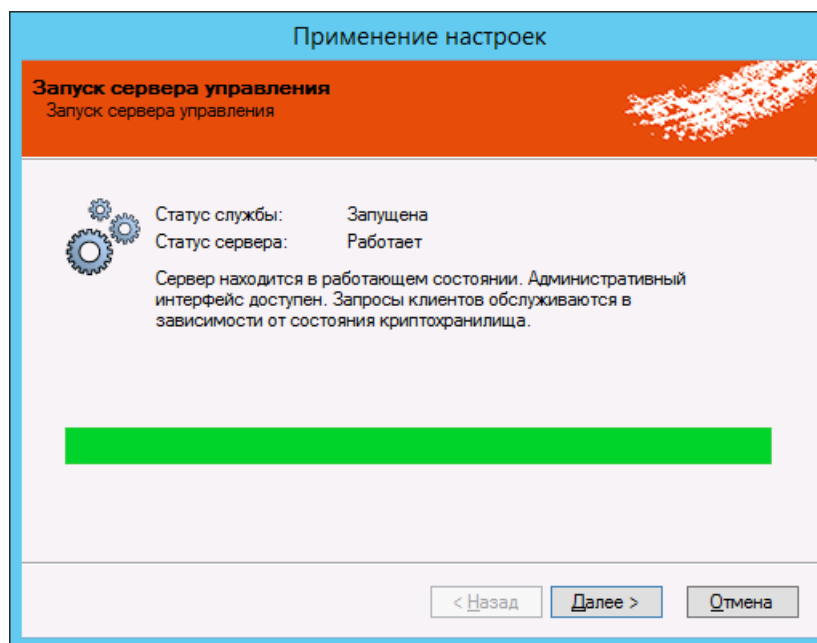 Применение настроек
Запуск сервера управления
Запуск сервера управления
Статус службы: Запущена
Статус сервера: Работает
Сервер находится в работающем состоянии. Административный
интерфейс доступен. Запросы клиентов обслуживаются в
зависимости от состояния криптохранилища.
< Назад Далее > Отмена